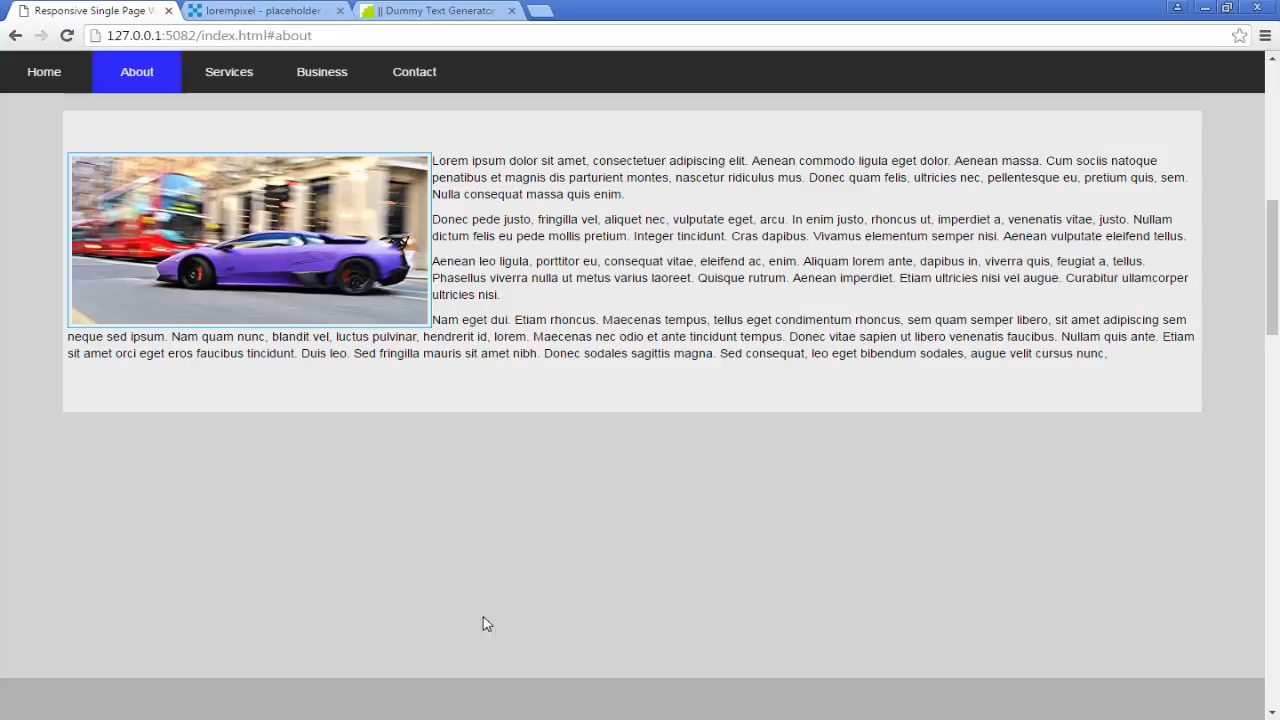 Responsive Single Page W
lorempixel - placeholder
|| Dummy Text Generator
127.0.0.1:5082/index.html#about
Home About Services Business Contact
Lorem ipsum dolor sit amet, consectetuer adipiscing elit. Aenean commodo ligula eget dolor. Aenean massa. Cum sociis natoque
penatibus et magnis dis parturient montes, nascetur ridiculus mus. Donec quam felis, ultricies nec, pellentesque eu, pretium quis, sem.
Nulla consequat massa quis enim.
Donec pede justo, fringilla vel, aliquet nec, vulputate eget, arcu. In enim justo, rhoncus ut, imperdiet a, venenatis vitae, justo. Nullam
dictum felis eu pede mollis pretium. Integer tincidunt. Cras dapibus. Vivamus elementum semper nisi. Aenean vulputate eleifend tellus.
Aenean leo ligula, porttitor eu, consequat vitae, eleifend ac, enim. Aliquam lorem ante, dapibus in, viverra quis, feugiat a, tellus.
Phasellus viverra nulla ut metus varius laoreet. Quisque rutrum. Aenean imperdiet. Etiam ultricies nisi vel augue. Curabitur ullamcorper
ultricies nisi.
Nam eget dui. Etiam rhoncus. Maecenas tempus, tellus eget condimentum rhoncus, sem quam semper libero, sit amet adipiscing sem
neque sed ipsum. Nam quam nunc, blandit vel, luctus pulvinar, hendrerit id, lorem. Maecenas nec odio et ante tincidunt tempus. Donec vitae sapien ut libero venenatis faucibus. Nullam quis ante. Etiam
sit amet orci eget eros faucibus tincidunt. Duis leo. Sed fringilla mauris sit amet nibh. Donec sodales sagittis magna. Sed consequat, leo eget bibendum sodales, augue velit cursus nunc,